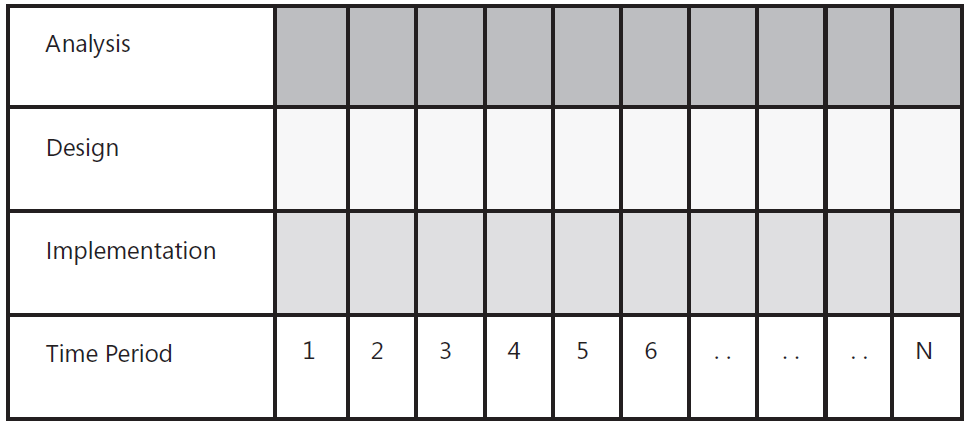 Analysis
Design
Implementation
Time Period 1 2 3 4 5 6 . . . . . . N